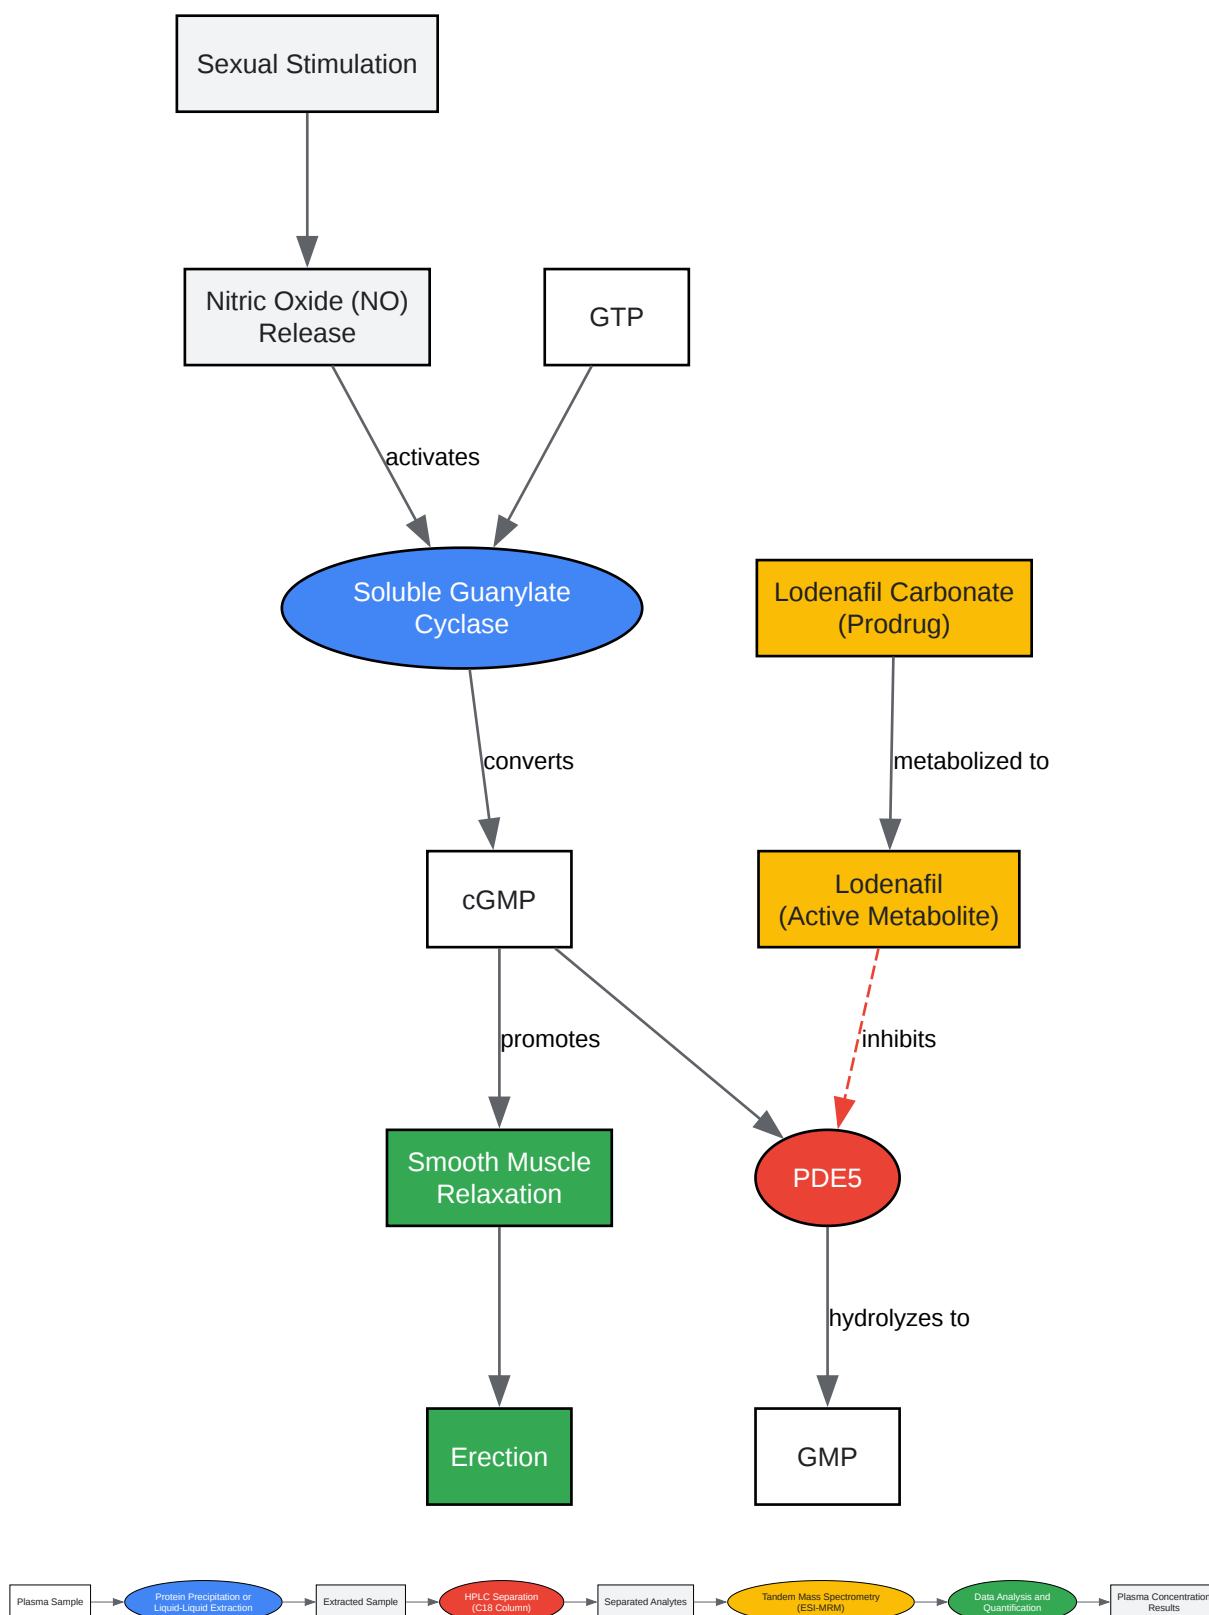 Sexual Stimulation
Nitric Oxide (NO)
Release
GTP
activates
Soluble Guanylate
Cyclase
Lodenafil Carbonate
(Prodrug)
converts
metabolized to
cGMP
Lodenafil
(Active Metabolite)
promotes
inhibits
Smooth Muscle
Relaxation
PDE5
hydrolyzes to
Erection
GMP
Plasma Sample
Protein Precipitation or
Liquid-Liquid Extraction
Extracted Sample
HPLC Separation
(C18 Column)
Separated Analytes
Tandem Mass Spectrometry
(ESI-MRM)
Data Analysis and
Quantification
Plasma Concentration
Results